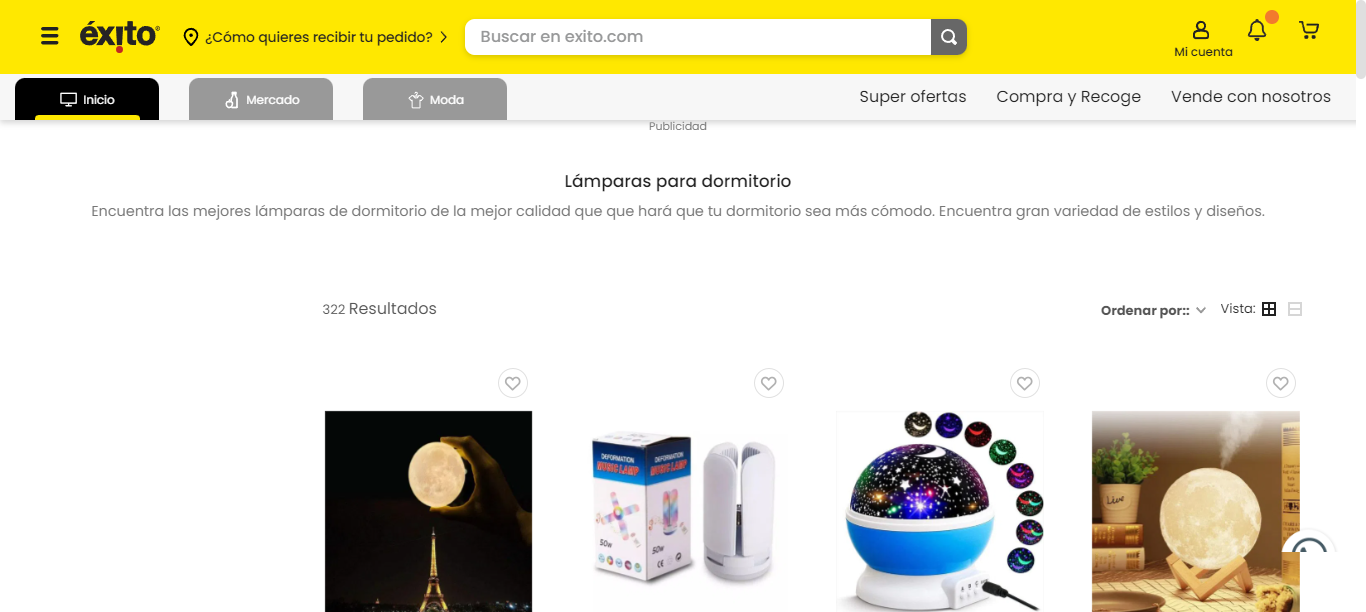 éxito
¿Cómo quieres recibir tu pedido?
Buscar en exito.com
Mi cuenta
Inicio
Mercado
Moda
Super ofertas
Compra y Recoge
Vende con nosotros
Publicidad
Lámparas para dormitorio
Encuentra las mejores lámparas de dormitorio de la mejor calidad que que hará que tu dormitorio sea más cómodo. Encuentra gran variedad de estilos y diseños.
322 Resultados
Ordenar por::
Vista:
DEFORMATION
MUSIC LAMP
50W
DEFORMATION
MUSIC LAMP
50W
Live